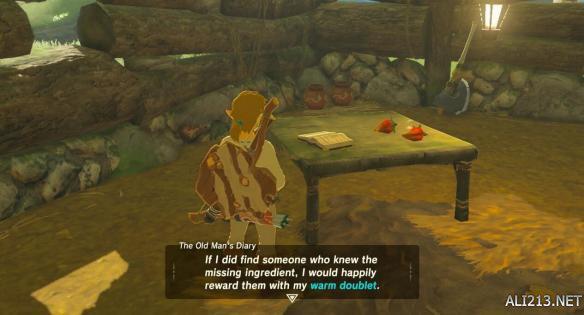 The Old Man's Diary
If I did find someone who knew the
missing ingredient, I would happily
reward them with my warm doublet.
ALI213.NET